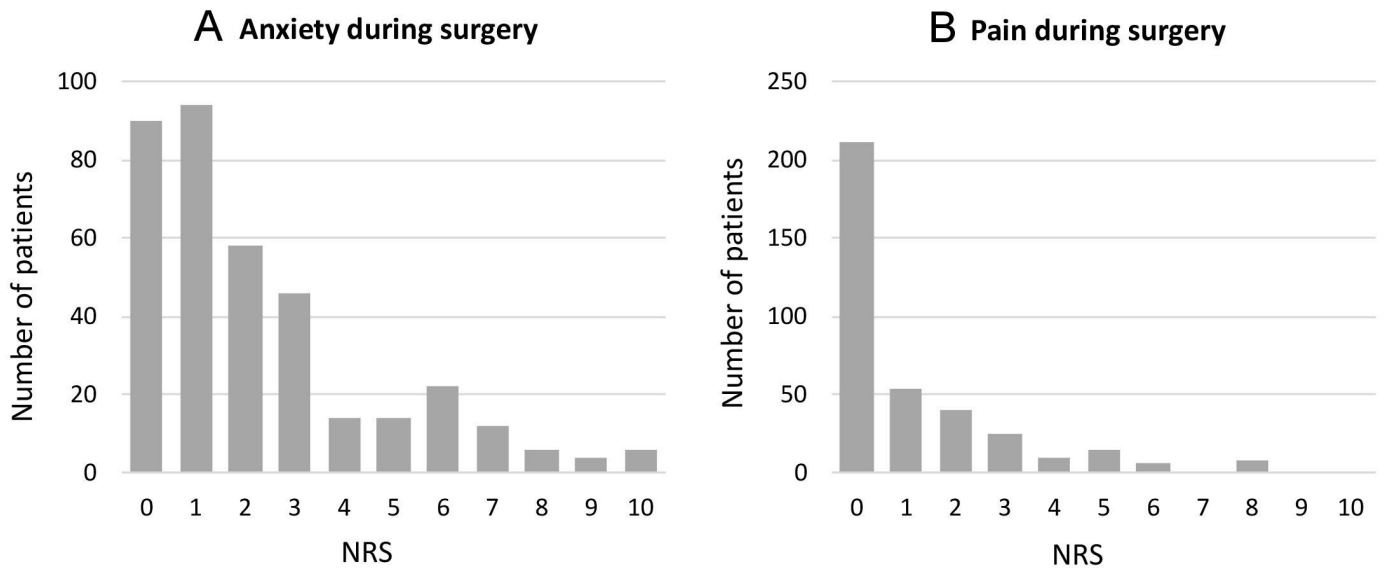 A Anxiety during surgery
Number of patients
100
80
60
40
20
0
0 1 2 3 4 5 6 7 8 9 10
NRS
B Pain during surgery
Number of patients
250
200
150
100
50
0
0 1 2 3 4 5 6 7 8 9 10
NRS